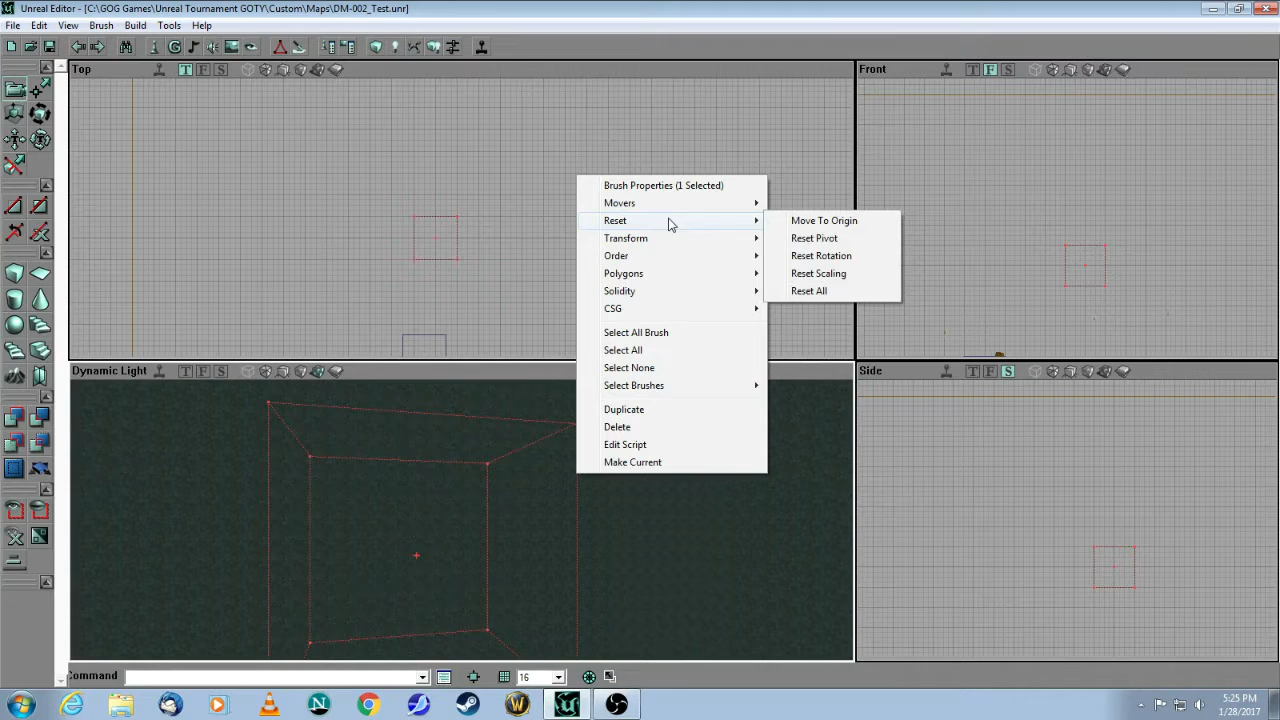 Unreal Editor - [C:\GOG Games\Unreal Tournament GOTY\Custom\Maps\DM-002_Test.unr]
File Edit View Brush Build Tools Help
Top
T F S
Front
T F S
Brush Properties (1 Selected)
Movers
Reset
Transform
Order
Polygons
Solidity
CSG
Select All Brush
Select All
Select None
Select Brushes
Duplicate
Delete
Edit Script
Make Current
Move To Origin
Reset Pivot
Reset Rotation
Reset Scaling
Reset All
Dynamic Light
T F S
Side
T F S
Command
16
5:25 PM
1/28/2017